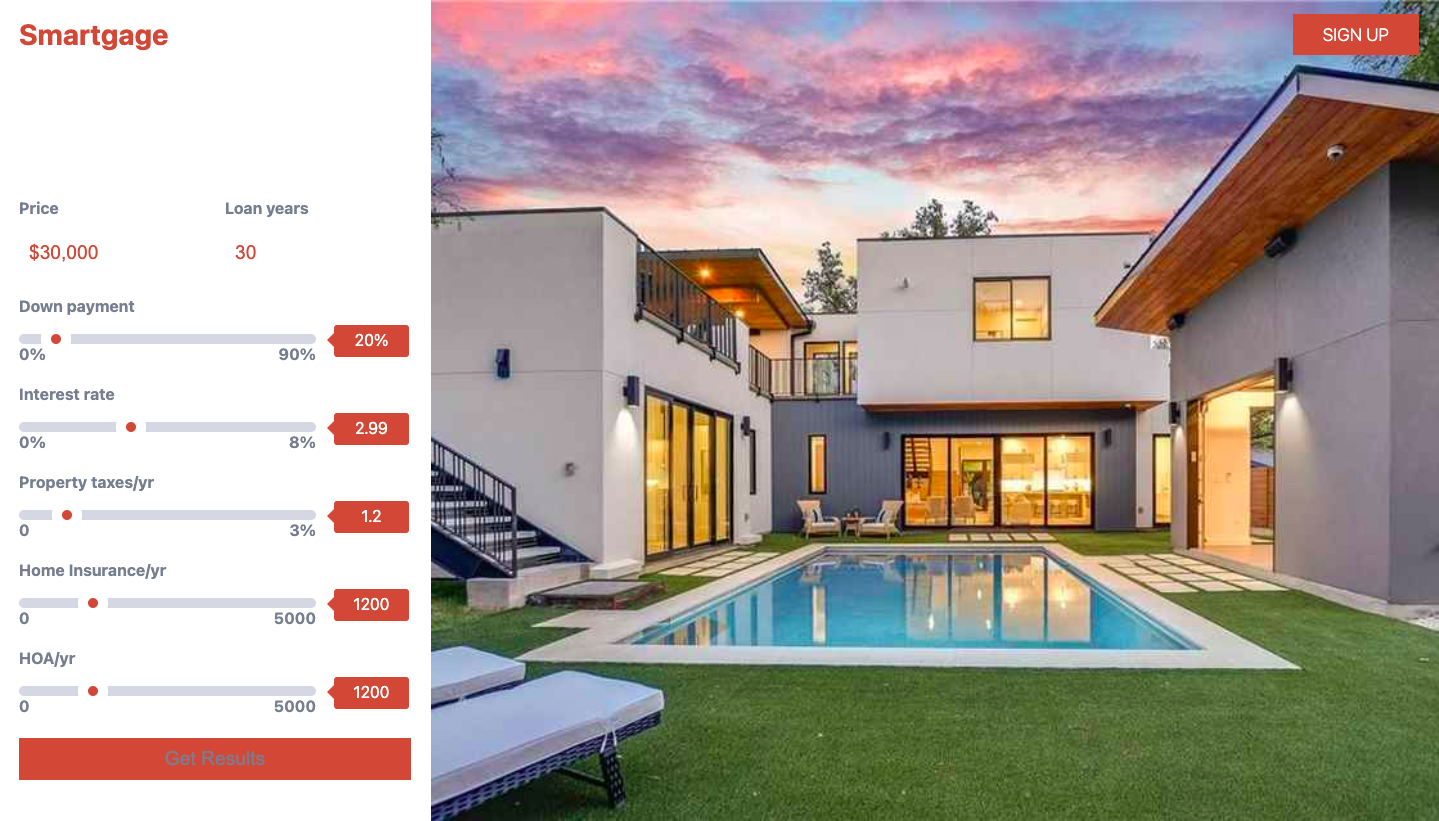 Smartgage
SIGN UP
Price Loan years
$30,000 30
Down payment
20%
0% 90%
Interest rate
2.99
0% 8%
Property taxes/yr
1.2
0 3%
Home Insurance/yr
1200
0 5000
HOA/yr
1200
0 5000
Get Results